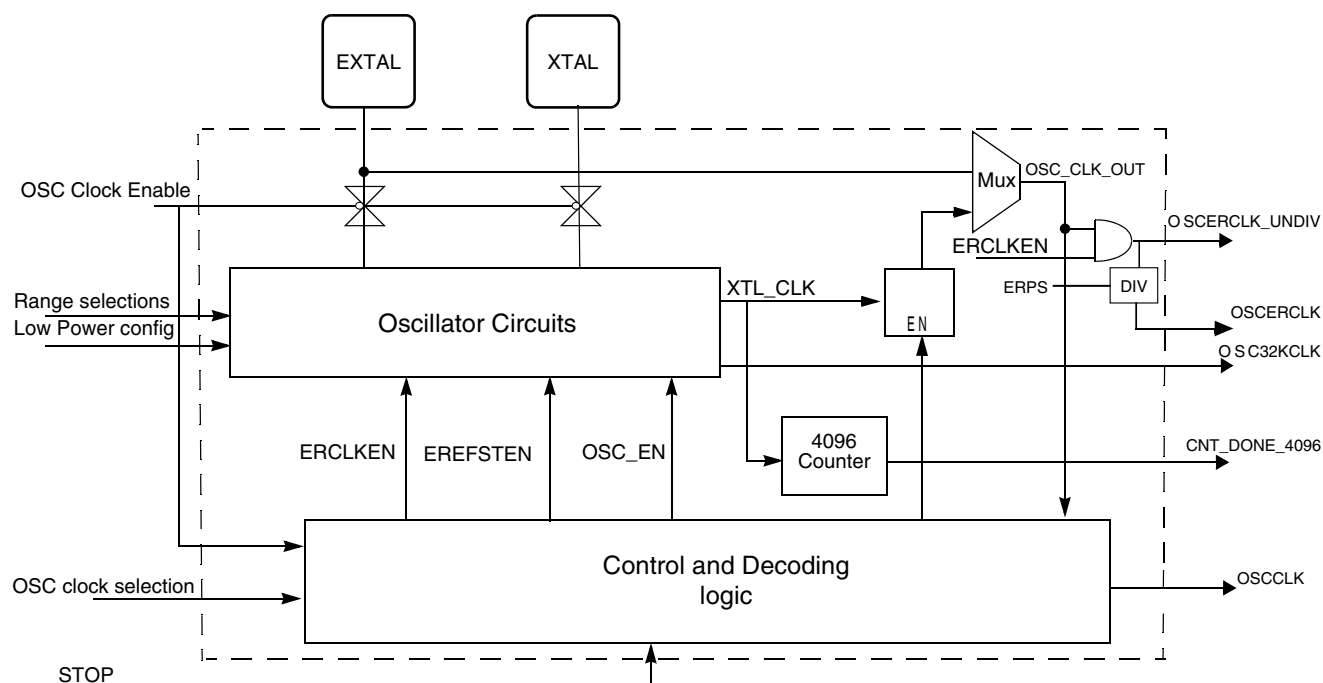 EXTAL
XTAL
OSC Clock Enable
Mux
OSC_CLK_OUT
ERCLKEN
OSCERCLK_UNDIV
ERPS
DIV
OSCERCLK
Range selections
Low Power config
Oscillator Circuits
XTL_CLK
EN
OSC32KCLK
ERCLKEN
EREFSTEN
OSC_EN
4096
Counter
CNT_DONE_4096
Control and Decoding
logic
OSC clock selection
OSCCLK
STOP